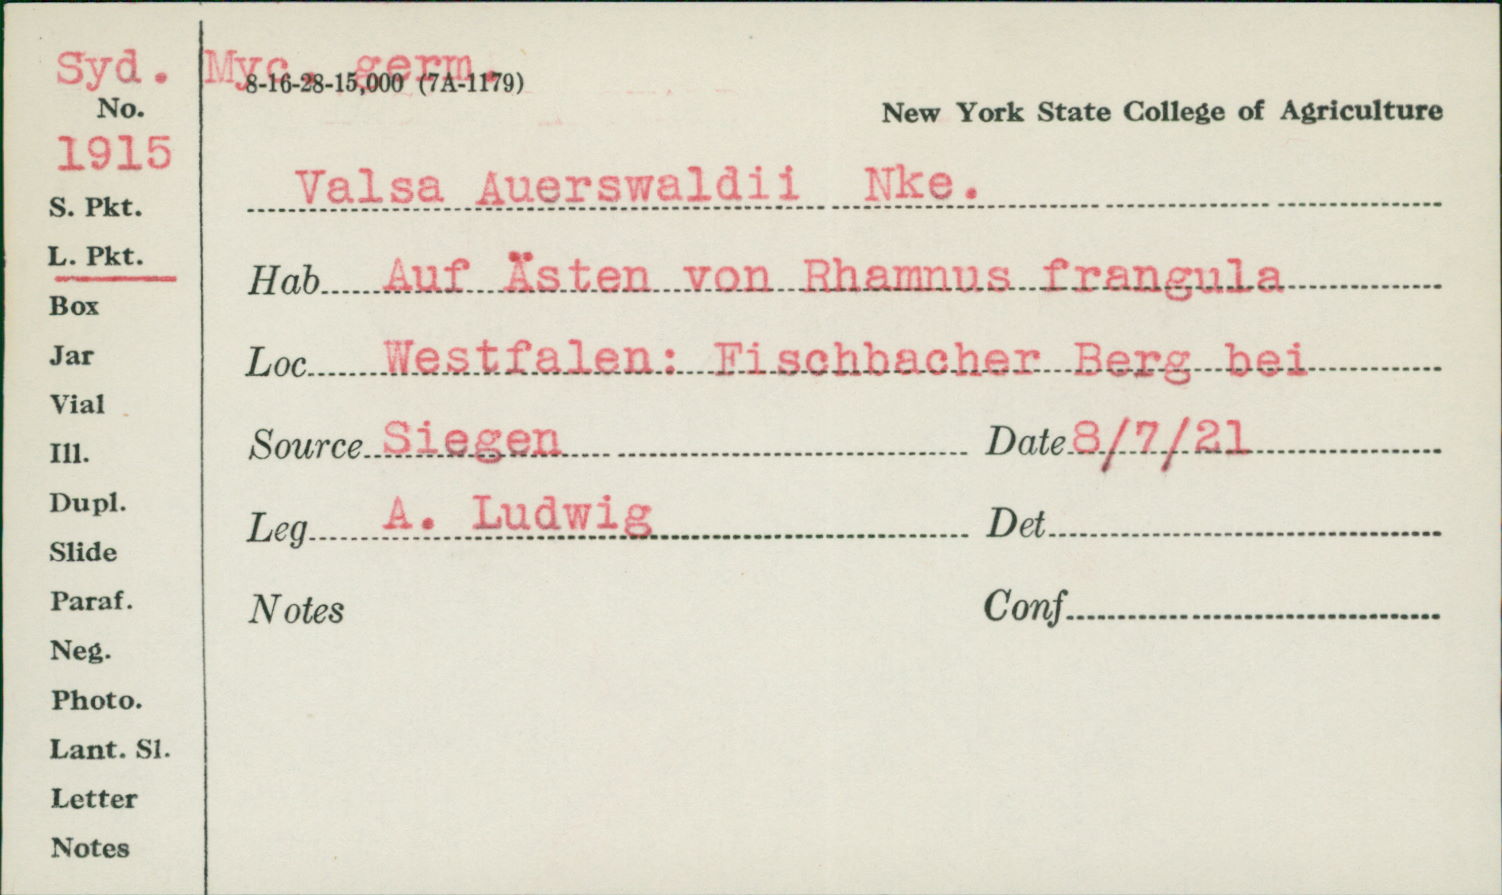 Syd. Myc. germ.
8-16-28-15,000 (7A-1179)
No.
New York State College of Agriculture
1915
Valsa Auerswaldii Nke.
S. Pkt.
L. Pkt.
Hab Auf Ästen von Rhamnus frangula
Box
Jar
Loc Westfalen: Fischbacher Berg bei
Vial
Ill.
Source Siegen Date 8/7/21
Dupl.
Leg A. Ludwig Det
Slide
Paraf.
Notes Conf
Neg.
Photo.
Lant. Sl.
Letter
Notes